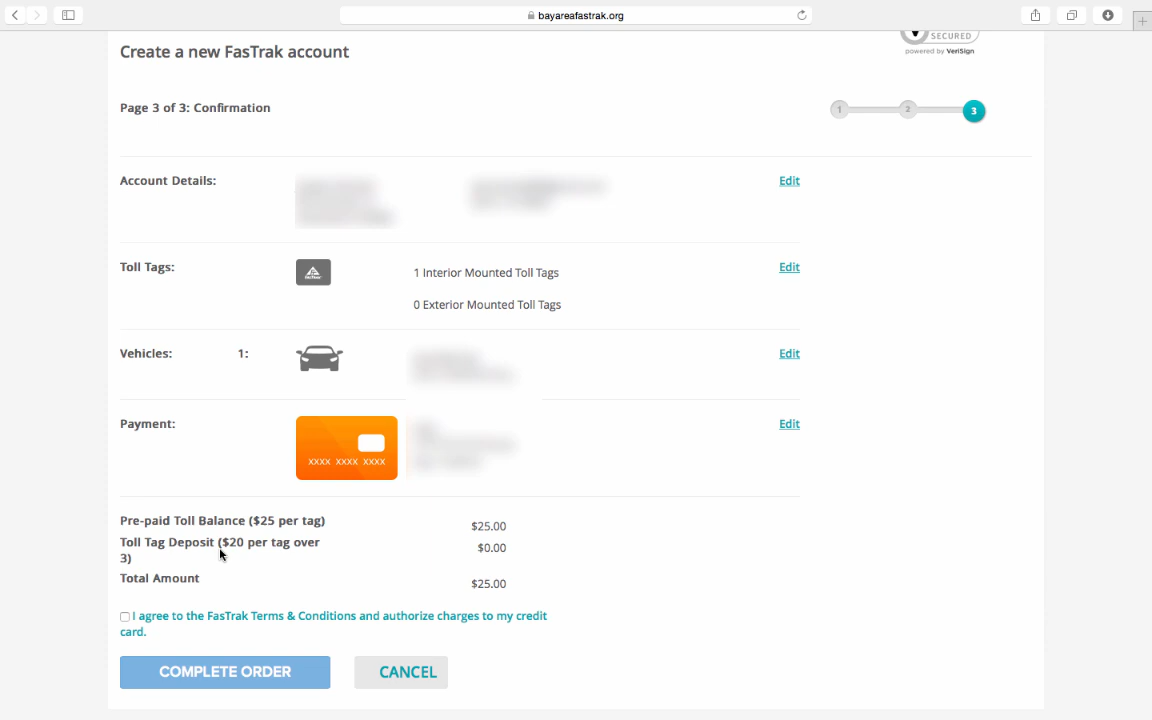 bayareafastrak.org
Create a new FasTrak account
SECURED
powered by VeriSign
Page 3 of 3: Confirmation
1
2
3
Account Details:
Edit
Toll Tags:
1 Interior Mounted Toll Tags
Edit
0 Exterior Mounted Toll Tags
Vehicles:
1:
Edit
Payment:
Edit
XXXX XXXX XXXX
Pre-paid Toll Balance ($25 per tag)
$25.00
Toll Tag Deposit ($20 per tag over
3)
$0.00
Total Amount
$25.00
I agree to the FasTrak Terms & Conditions and authorize charges to my credit
card.
COMPLETE ORDER
CANCEL